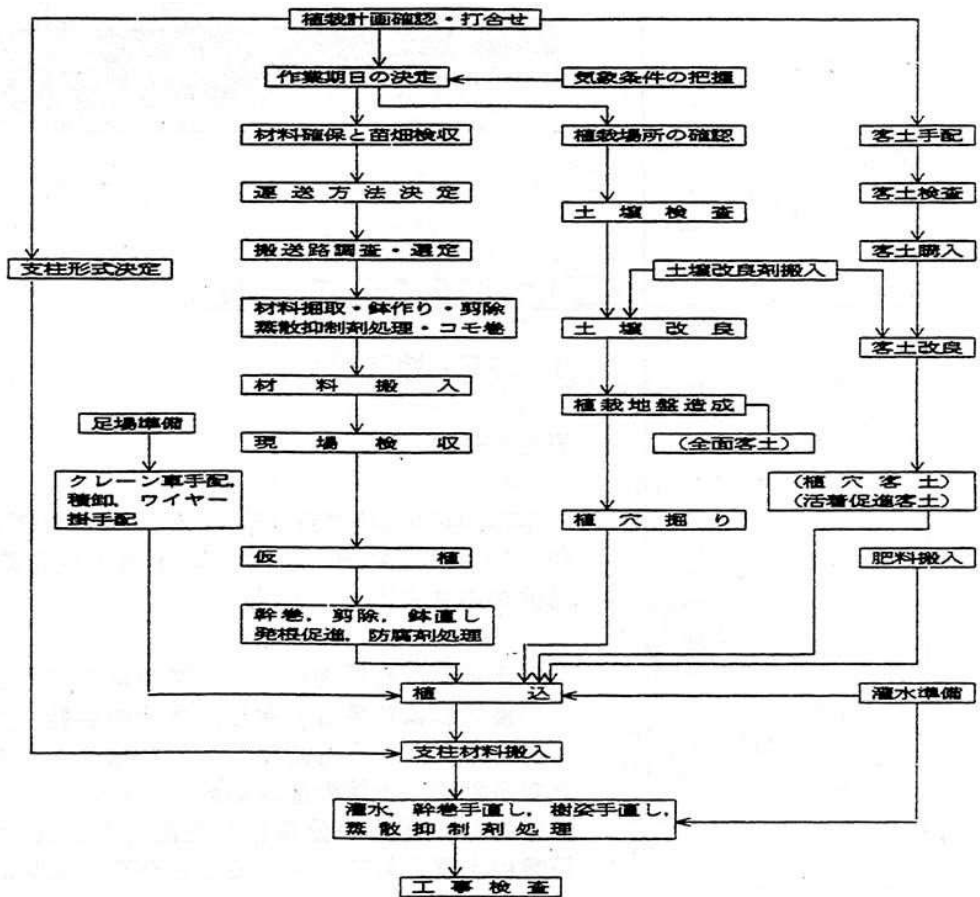 植栽計画確認・打合せ
作業期日の決定
気象条件の把握
材料確保と苗畑検収
植栽場所の確認
客土手配
運送方法決定
土壌検査
客土検査
搬送路調査・選定
客土購入
支柱形式決定
土壌改良剤搬入
材料掘取・鉢作り・剪除
蒸散抑制剤処理・コモ巻
土壌改良
客土改良
材料搬入
植栽地盤造成
足場準備
現場検収
(全面客土)
クレーン車手配,
積卸,ワイヤー
掛手配
(植穴客土)
(活着促進客土)
植穴掘り
仮植
肥料搬入
幹巻,剪除,鉢直し
発根促進,防腐剤処理
植込
灌水準備
支柱材料搬入
灌水,幹巻手直し,樹姿手直し,
蒸散抑制剤処理
工事検査